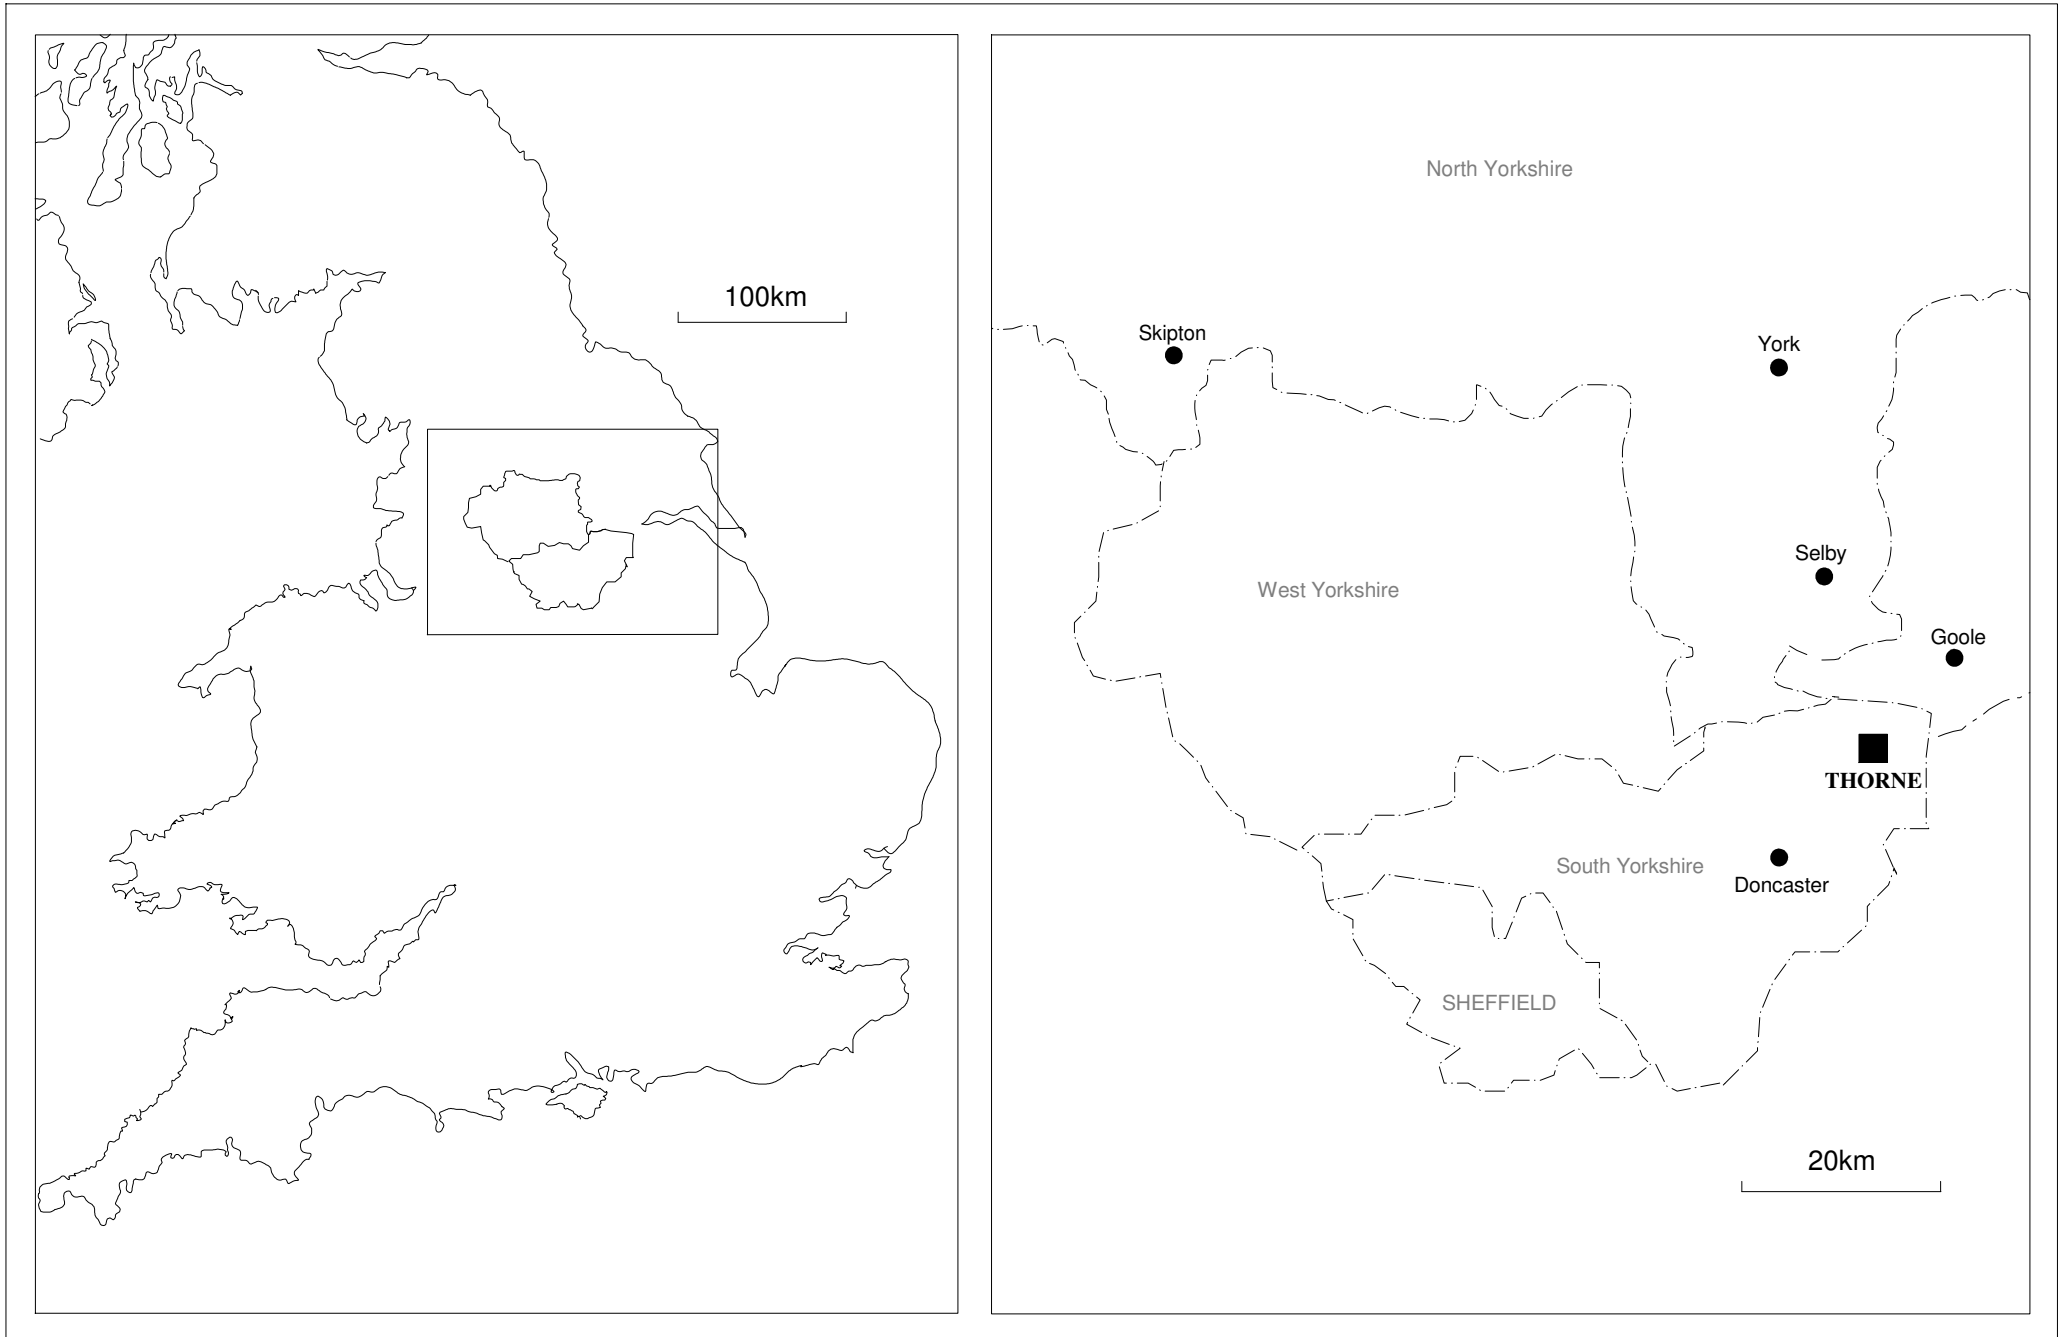 100km
North Yorkshire
Skipton
York
Selby
West Yorkshire
Goole
THORNE
South Yorkshire
Doncaster
SHEFFIELD
20km